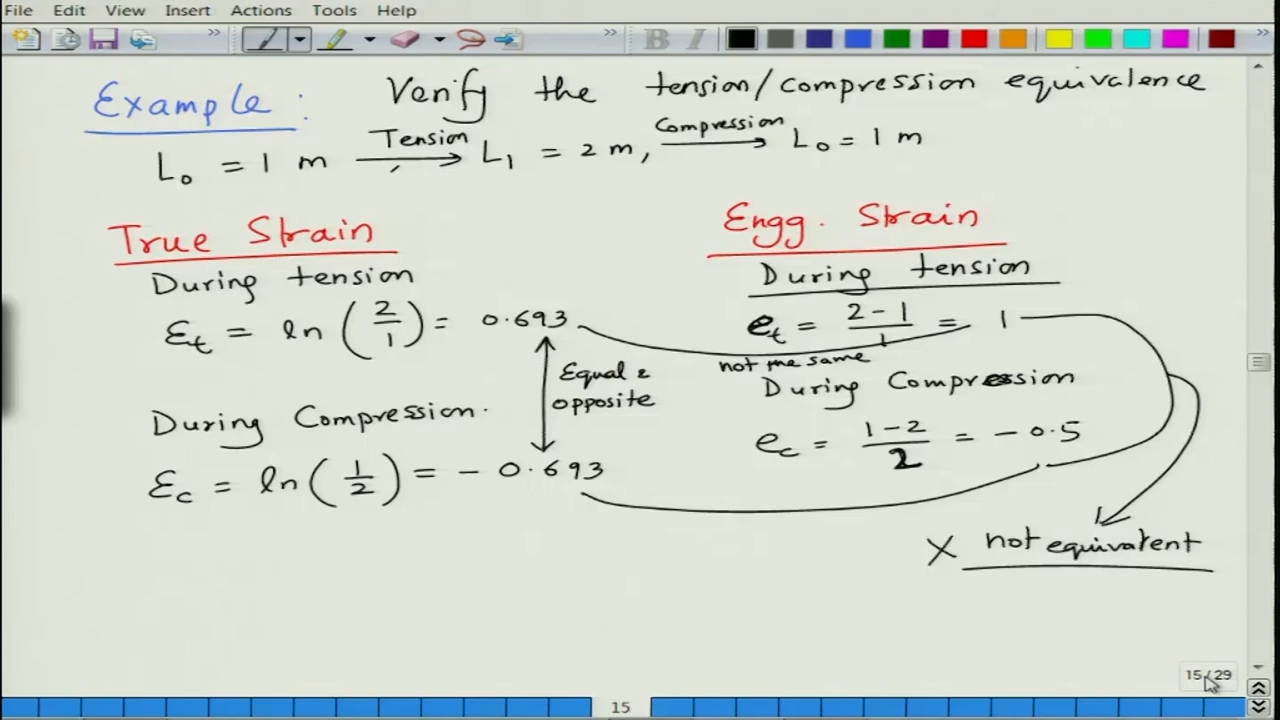 File Edit View Insert Actions Tools Help
B I
Example : Verify the tension/compression equivalence
L₀ = 1 m Tension → L₁ = 2 m, Compression → L₀ = 1 m
True Strain
During tension
εₜ = ln (2/1) = 0.693
Equal &
opposite
During Compression.
ε꜀ = ln (1/2) = - 0.693
Engg. Strain
During tension
eₜ = (2-1)/1 = 1
not the same
During Compression
e꜀ = (1-2)/2 = -0.5
X not equivalent
15/29
15